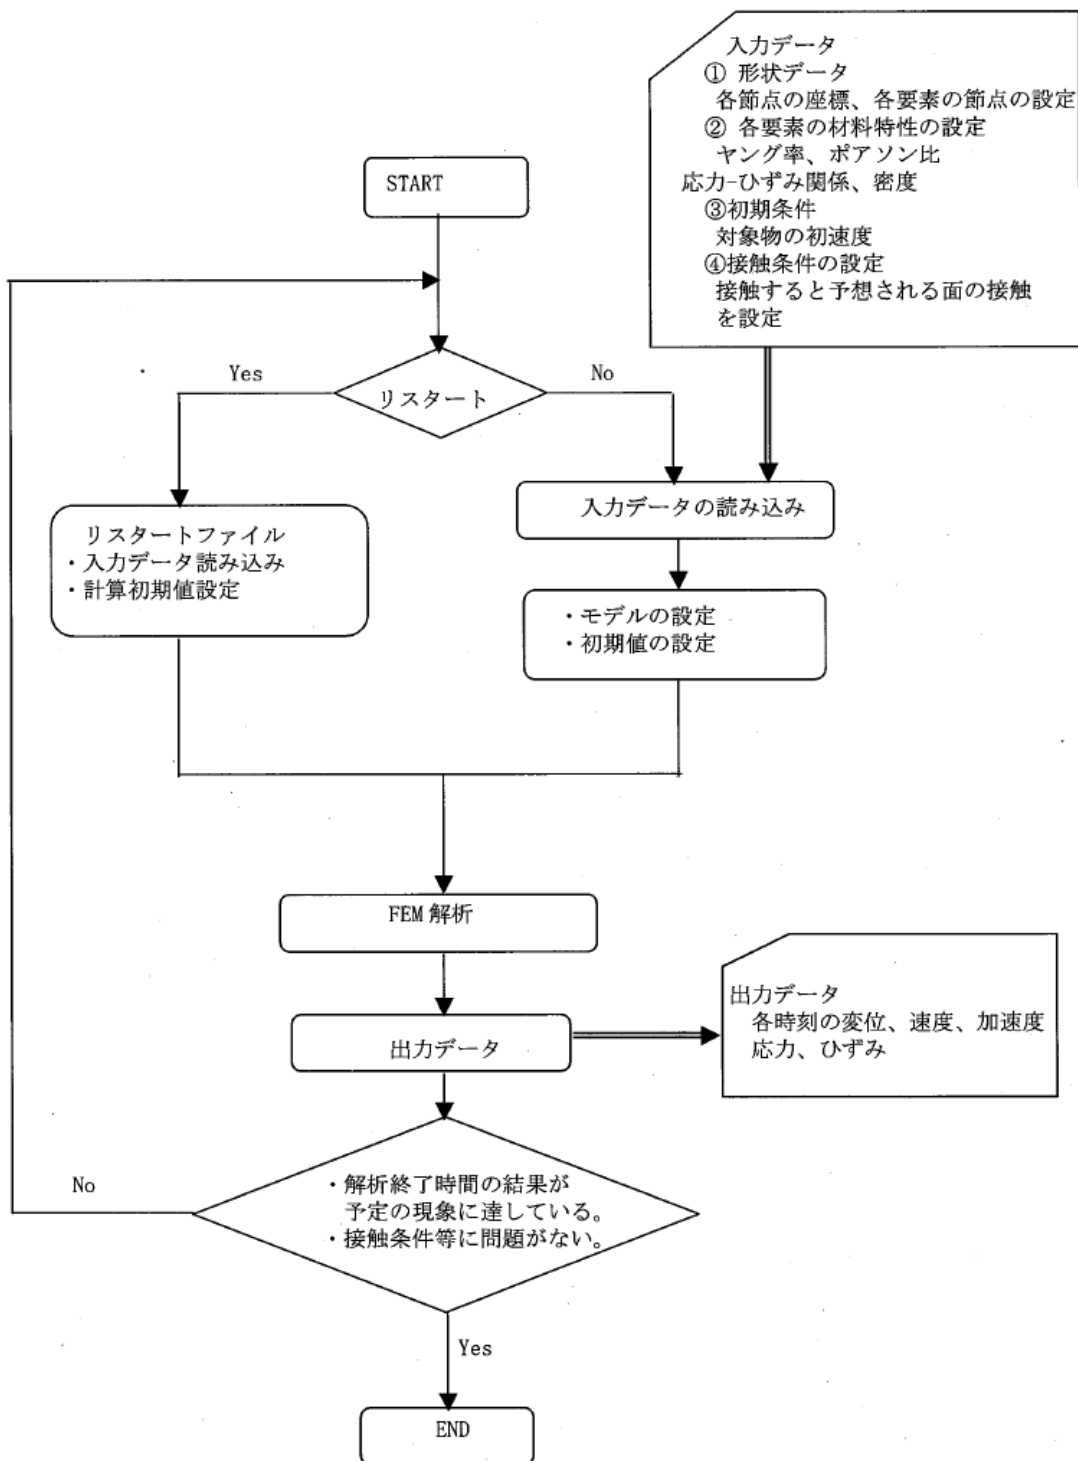 入力データ
① 形状データ
各節点の座標、各要素の節点の設定
② 各要素の材料特性の設定
ヤング率、ポアソン比
応力-ひずみ関係、密度
③初期条件
対象物の初速度
④接触条件の設定
接触すると予想される面の接触
を設定
START
Yes
No
リスタート
入力データの読み込み
リスタートファイル
・入力データ読み込み
・計算初期値設定
・モデルの設定
・初期値の設定
FEM 解析
出力データ
出力データ
各時刻の変位、速度、加速度
応力、ひずみ
No
・解析終了時間の結果が
予定の現象に達している。
・接触条件等に問題がない。
Yes
END